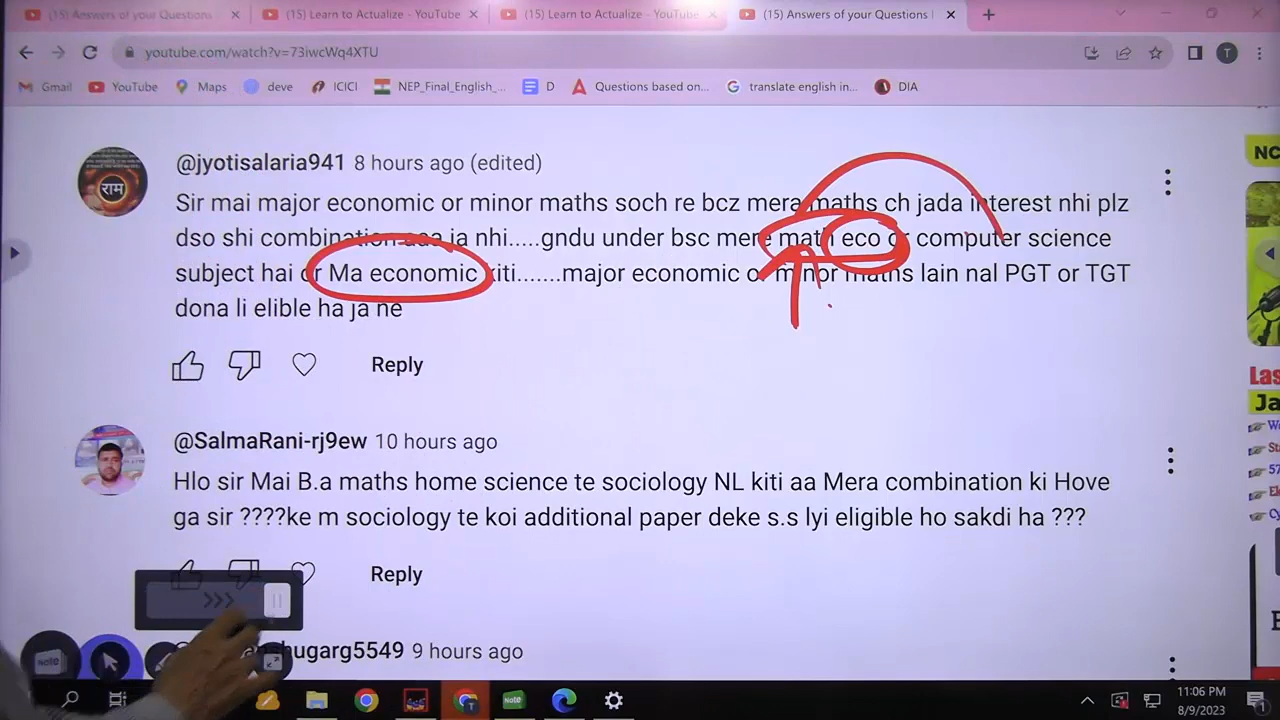 (15) Answers of your Questions
(15) Learn to Actualize - YouTube
(15) Learn to Actualize - YouTube
(15) Answers of your Questions
youtube.com/watch?v=73iwcWq4XTU
T
Gmail YouTube Maps deve ICICI NEP_Final_English_... D Questions based on... translate english in... DIA
@jyotisalaria941 8 hours ago (edited)
राम
Sir mai major economic or minor maths soch re bcz mera maths ch jada interest nhi plz
dso shi combination aaa ja nhi.....gndu under bsc mere math eco or computer science
subject hai or Ma economic kiti.......major economic or minor maths lain nal PGT or TGT
dona li elible ha ja ne
Reply
@SalmaRani-rj9ew 10 hours ago
Hlo sir Mai B.a maths home science te sociology NL kiti aa Mera combination ki Hove
ga sir ????ke m sociology te koi additional paper deke s.s lyi eligible ho sakdi ha ???
Reply
>>>
shugarg5549 9 hours ago
NC
Las
Ja
Note
Note
11:06 PM
8/9/2023